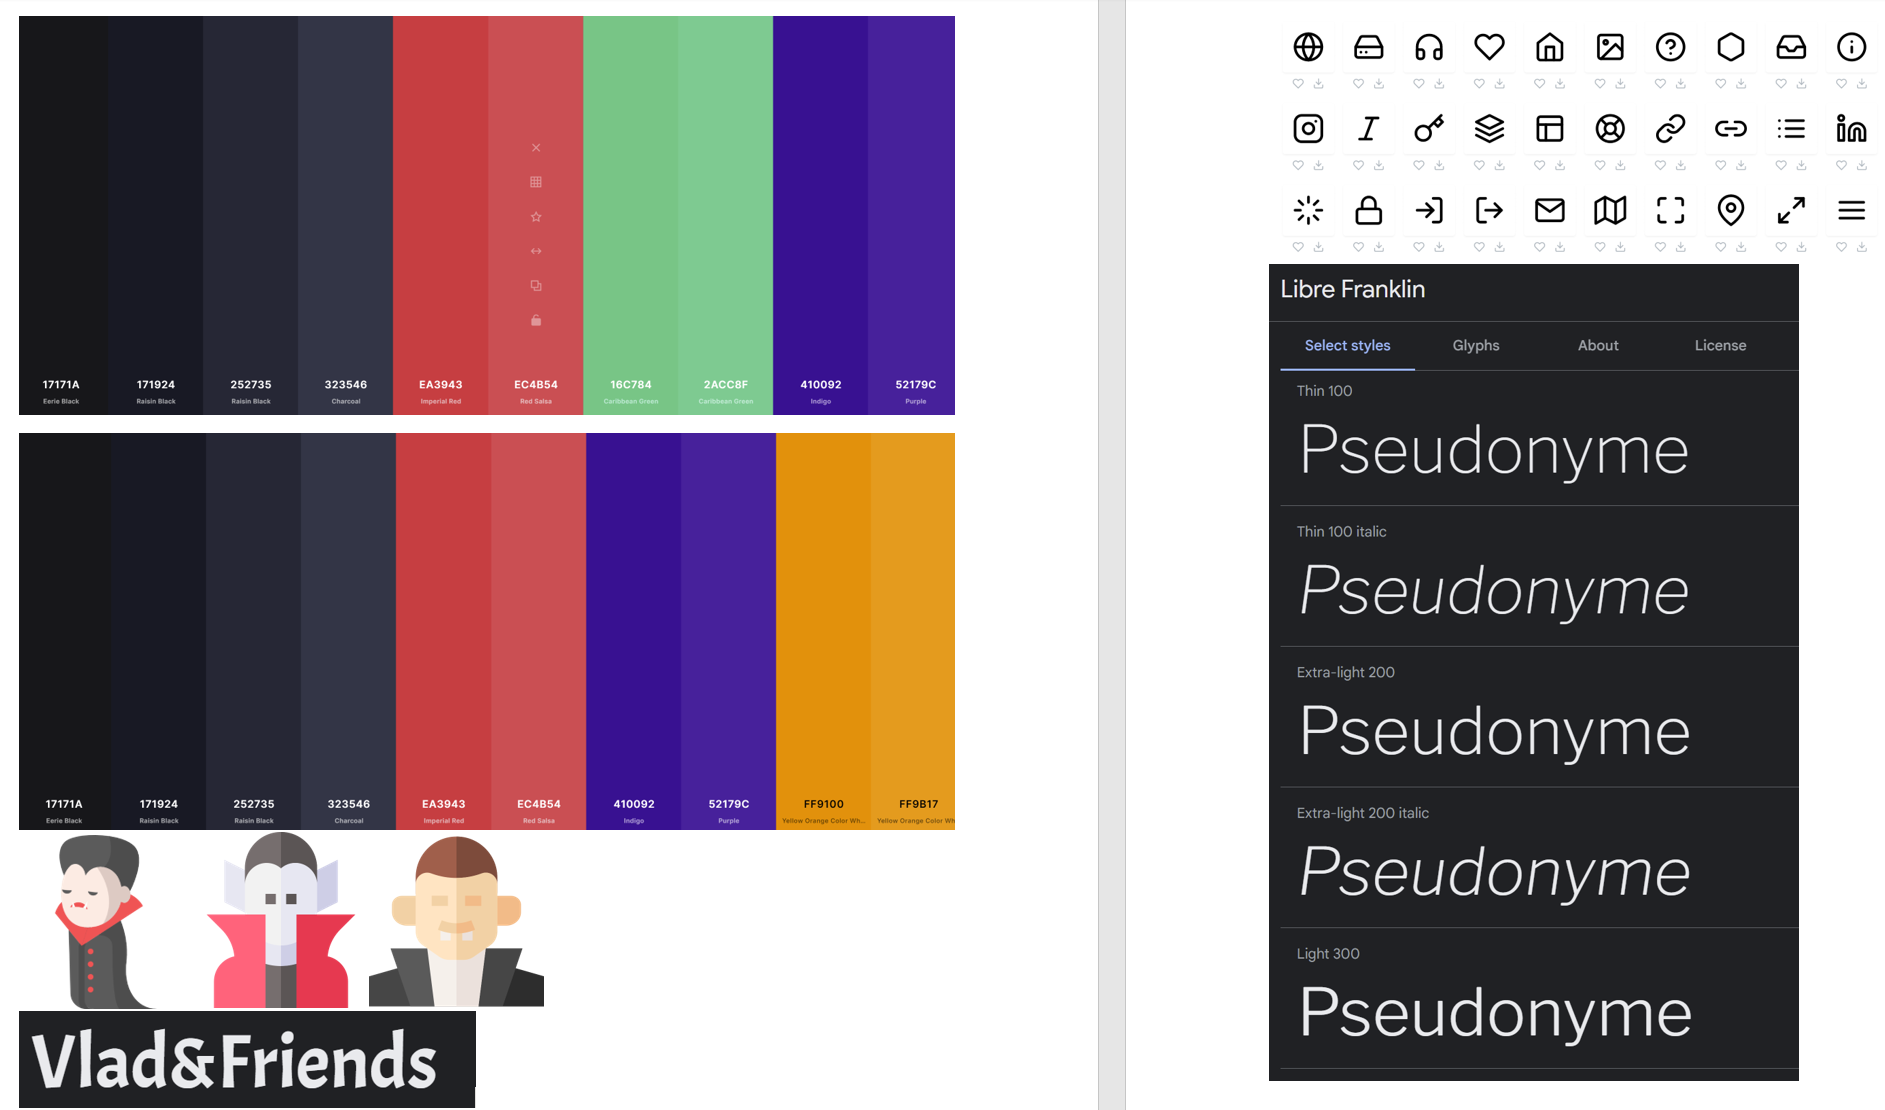 17171A 171924 252735 323546 EA3943 EC4B54 16C784 2ACC8F 410092 52179C
Eerie Black Raisin Black Raisin Black Charcoal Imperial Red Red Salsa Caribbean Green Caribbean Green Indigo Purple
17171A 171924 252735 323546 EA3943 EC4B54 410092 52179C FF9100 FF9B17
Eerie Black Raisin Black Raisin Black Charcoal Imperial Red Red Salsa Indigo Purple Yellow Orange Color Wh... Yellow Orange Color Wh
Vlad&Friends
Libre Franklin
Select styles Glyphs About License
Thin 100
Pseudonyme
Thin 100 italic
Pseudonyme
Extra-light 200
Pseudonyme
Extra-light 200 italic
Pseudonyme
Light 300
Pseudonyme